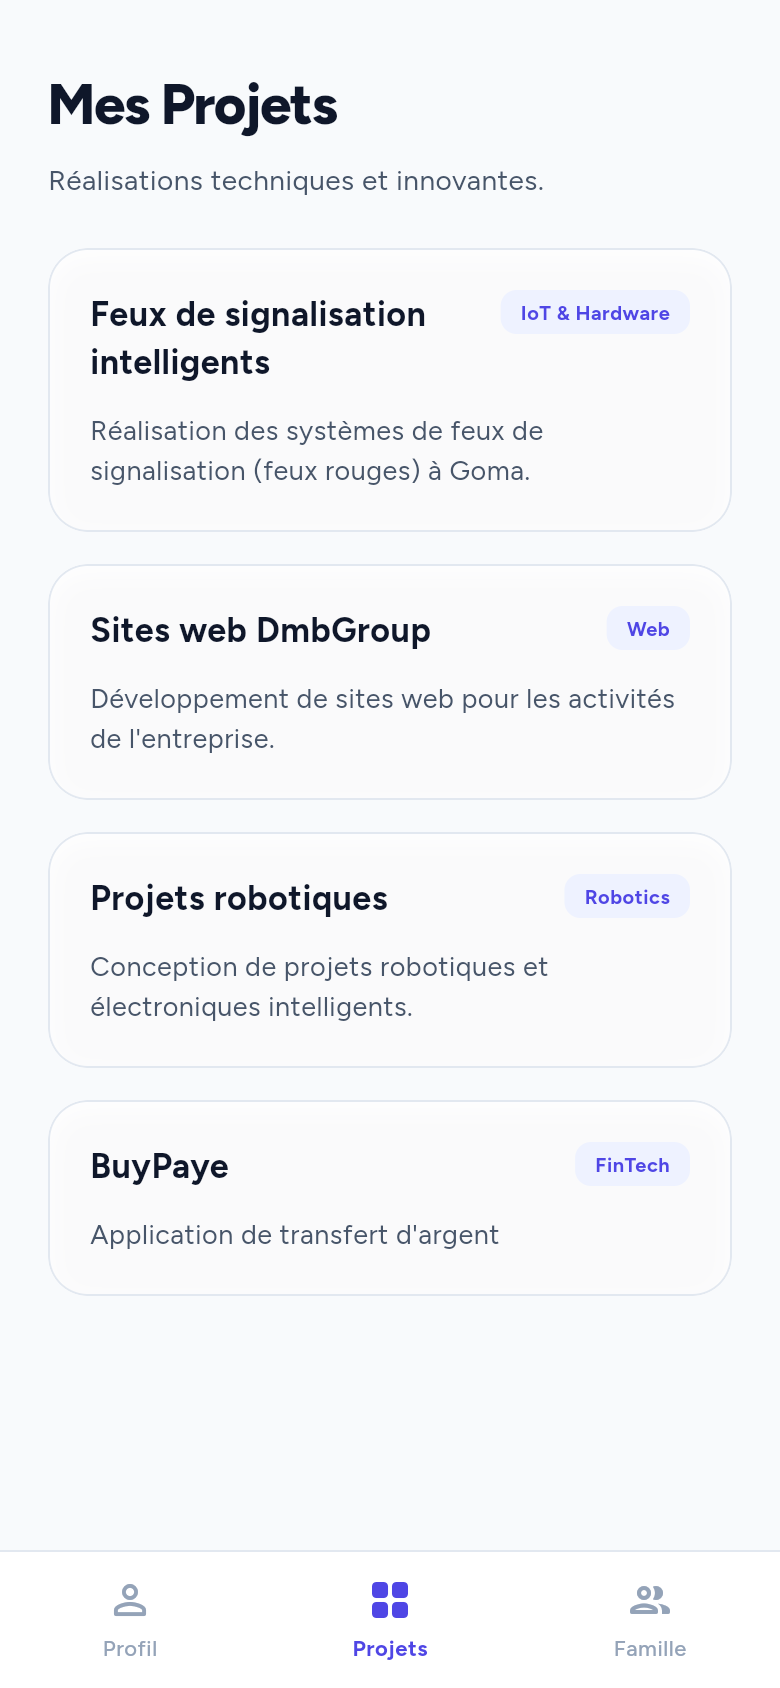 Mes Projets
Réalisations techniques et innovantes.
Feux de signalisation
intelligents
IoT & Hardware
Réalisation des systèmes de feux de
signalisation (feux rouges) à Goma.
Sites web DmbGroup
Web
Développement de sites web pour les activités
de l'entreprise.
Projets robotiques
Robotics
Conception de projets robotiques et
électroniques intelligents.
BuyPaye
FinTech
Application de transfert d'argent
Profil
Projets
Famille